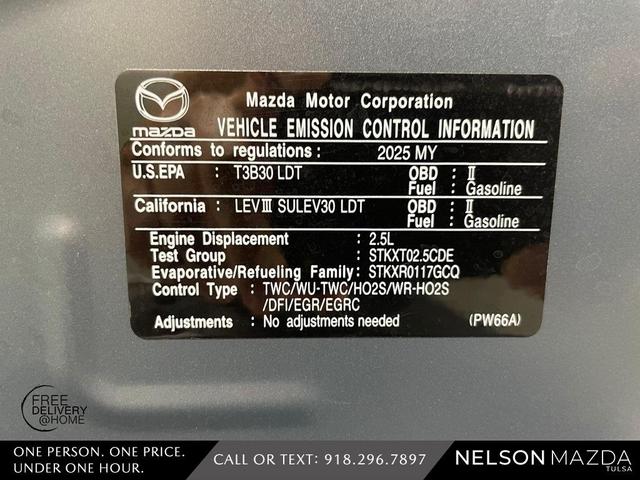 Mazda Motor Corporation
mazda VEHICLE EMISSION CONTROL INFORMATION
Conforms to regulations : 2025 MY
U.S.EPA : T3B30 LDT OBD : II
Fuel : Gasoline
California : LEVIII SULEV30 LDT OBD : II
Fuel : Gasoline
Engine Displacement : 2.5L
Test Group : STKXT02.5CDE
Evaporative/Refueling Family: STKXR0117GCQ
Control Type : TWC/WU-TWC/HO2S/WR-HO2S
/DFI/EGR/EGRC
Adjustments : No adjustments needed (PW66A)
FREE
DELIVERY
@HOME
ONE PERSON. ONE PRICE.
UNDER ONE HOUR.
CALL OR TEXT: 918.296.7897
NELSON MAZDA
TULSA